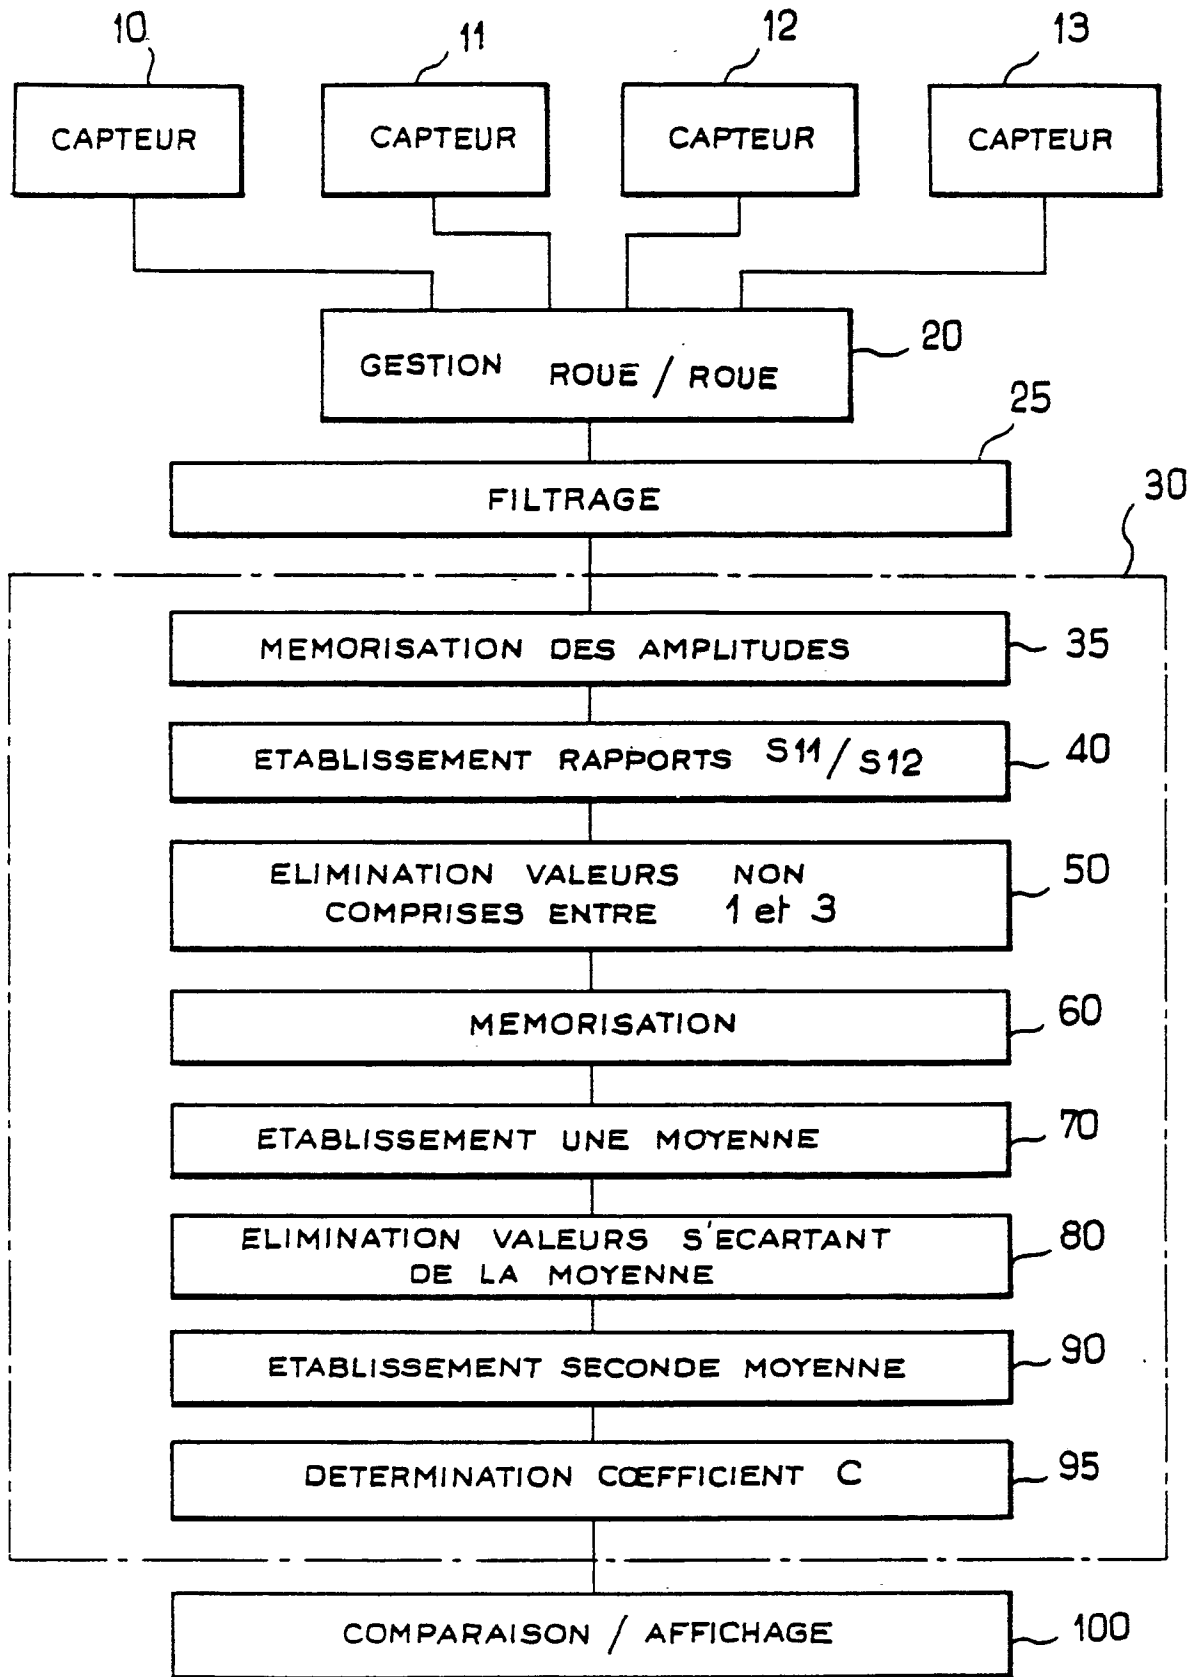 10 11 12 13
CAPTEUR CAPTEUR CAPTEUR CAPTEUR
GESTION ROUE / ROUE
20
25
FILTRAGE
30
MEMORISATION DES AMPLITUDES 35
ETABLISSEMENT RAPPORTS S11/S12 40
ELIMINATION VALEURS NON
COMPRISES ENTRE 1 et 3
50
MEMORISATION 60
ETABLISSEMENT UNE MOYENNE 70
ELIMINATION VALEURS S'ECARTANT
DE LA MOYENNE
80
ETABLISSEMENT SECONDE MOYENNE 90
DETERMINATION CŒFFICIENT C 95
COMPARAISON / AFFICHAGE 100